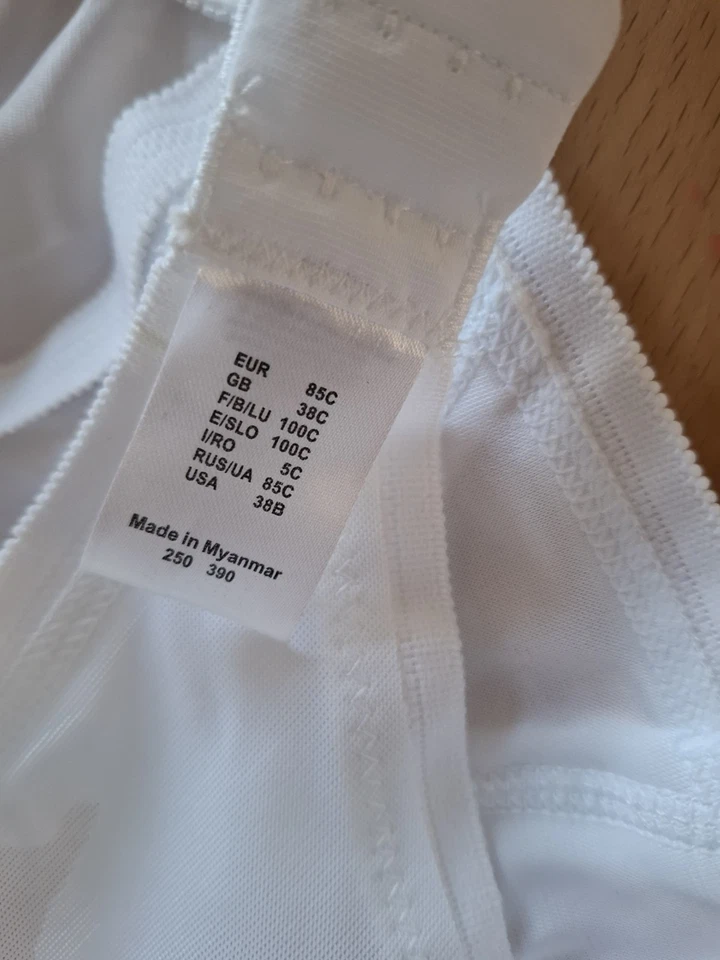 EUR 85C
GB 38C
F/B/LU 100C
E/SLO 100C
I/RO 5C
RUS/UA 85C
USA 38B
Made in Myanmar
250 390